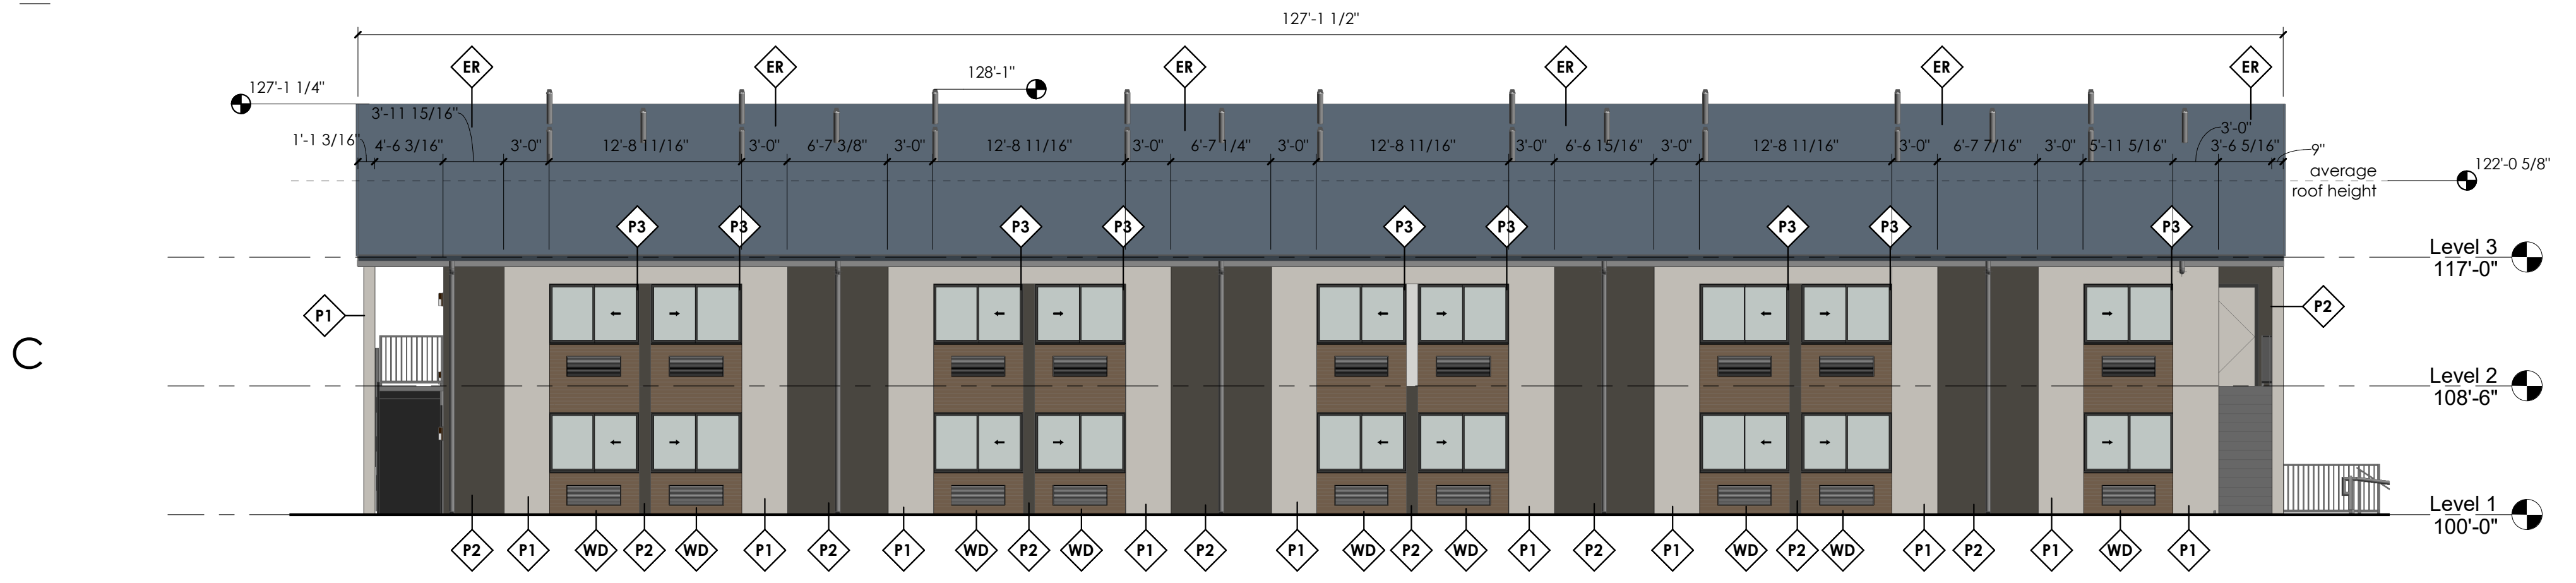 127'-1 1/2"
ER ER ER ER ER ER
128'-1"
127'-1 1/4"
3'-11 15/16"
3'-0"
1'-1 3/16" 4'-6 3/16" 3'-0" 12'-8 11/16" 3'-0" 6'-7 3/8" 3'-0" 12'-8 11/16" 3'-0" 6'-7 1/4" 3'-0" 12'-8 11/16" 3'-0" 6'-6 15/16" 3'-0" 12'-8 11/16" 3'-0" 6'-7 7/16" 3'-0" 5'-11 5/16" 3'-6 5/16" 9"
average
roof height
122'-0 5/8"
P3 P3 P3 P3 P3 P3 P3 P3 P3
Level 3
117'-0"
P1 P2
C
Level 2
108'-6"
Level 1
100'-0"
P2 P1 WD P2 WD P1 P2 P1 WD P2 WD P1 P2 P1 WD P2 WD P1 P2 P1 WD P2 WD P1 P2 P1 WD P1